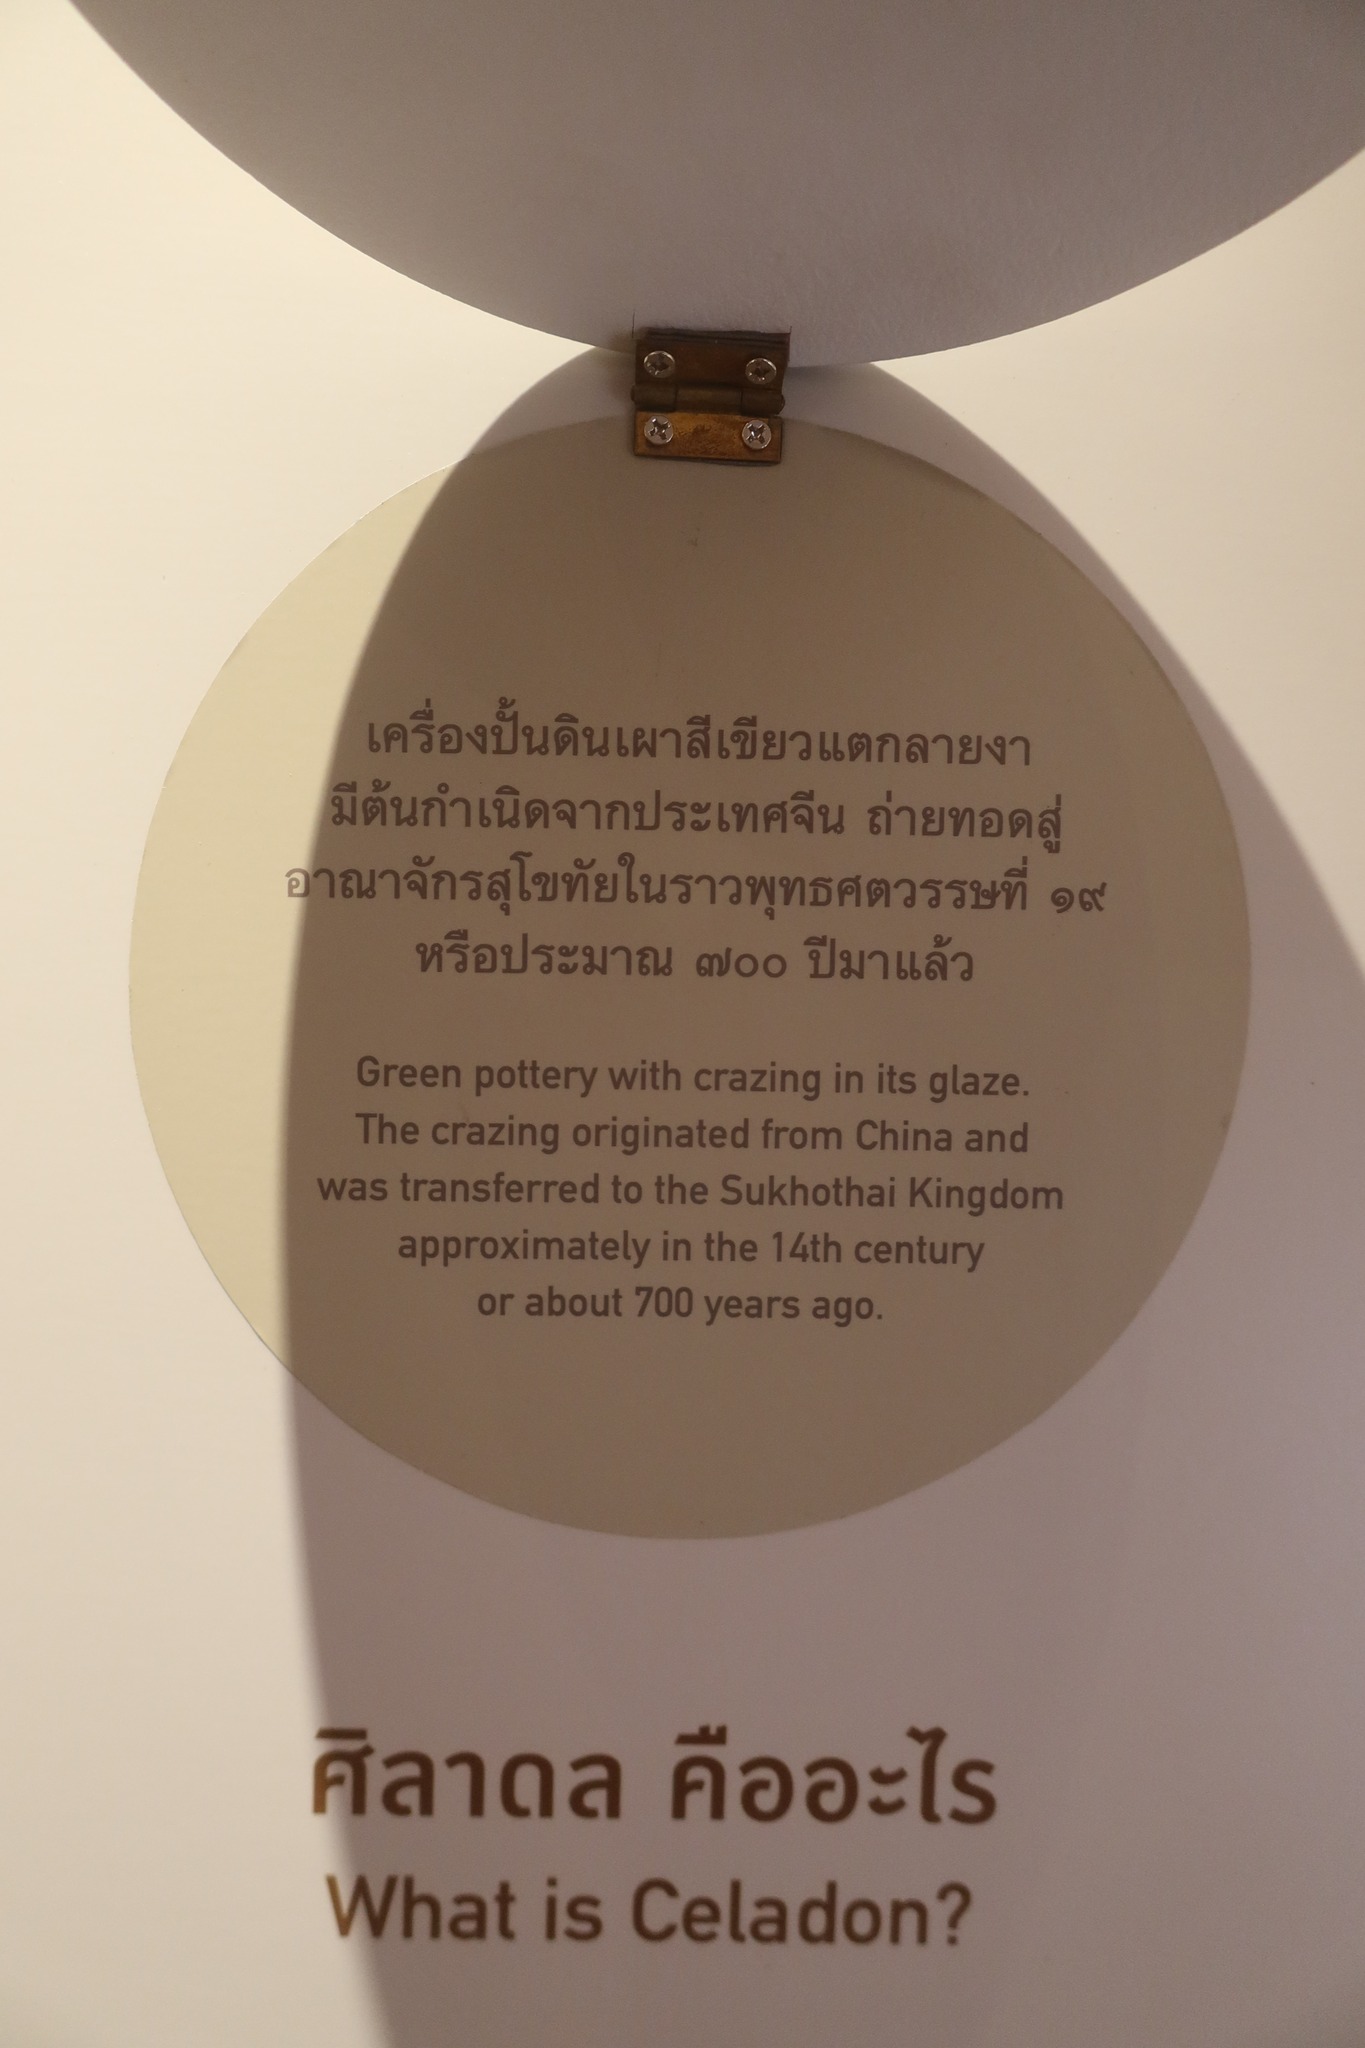 เครื่องปั้นดินเผาสีเขียวแตกลายงา
มีต้นกำเนิดจากประเทศจีน ถ่ายทอดสู่
อาณาจักรสุโขทัยในราวพุทธศตวรรษที่ ๑๙
หรือประมาณ ๗๐๐ ปีมาแล้ว
Green pottery with crazing in its glaze.
The crazing originated from China and
was transferred to the Sukhothai Kingdom
approximately in the 14th century
or about 700 years ago.
ศิลาดล คืออะไร
What is Celadon?